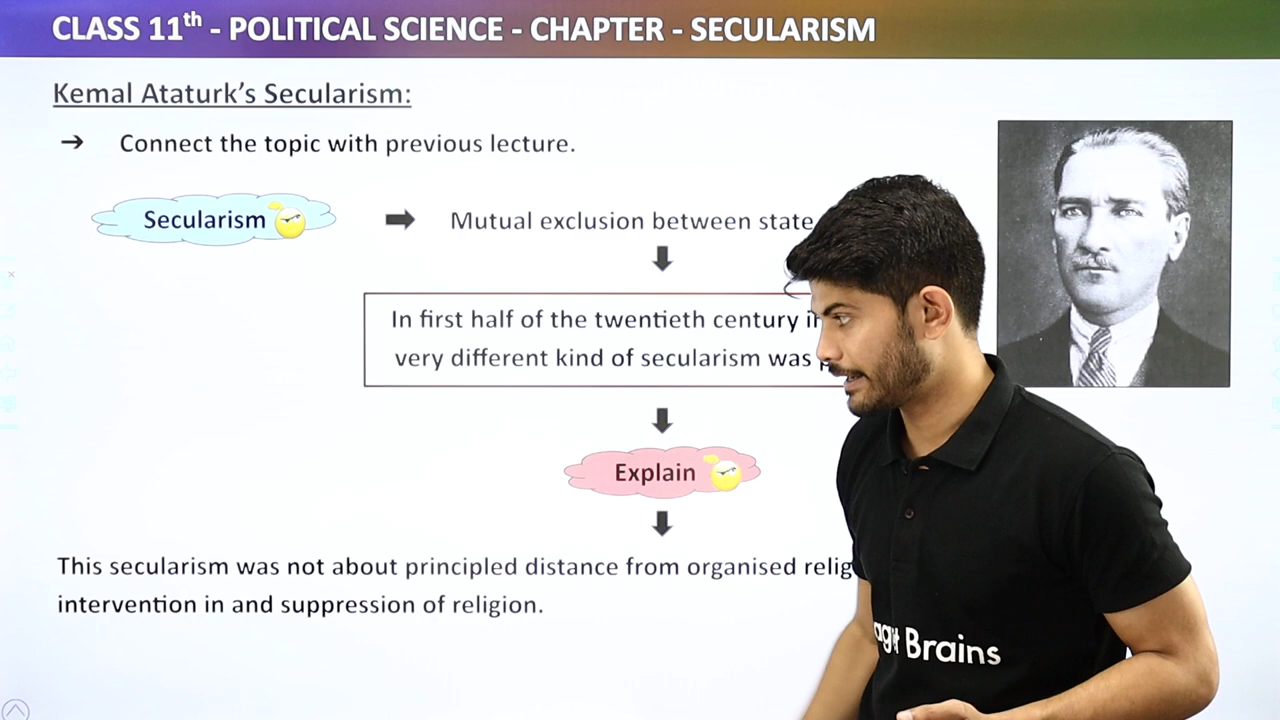 CLASS 11th - POLITICAL SCIENCE - CHAPTER - SECULARISM
Kemal Ataturk's Secularism:
→ Connect the topic with previous lecture.
Secularism
Mutual exclusion between state
In first half of the twentieth century
very different kind of secularism was
Explain
This secularism was not about principled distance from organised
intervention in and suppression of religion.
Brains